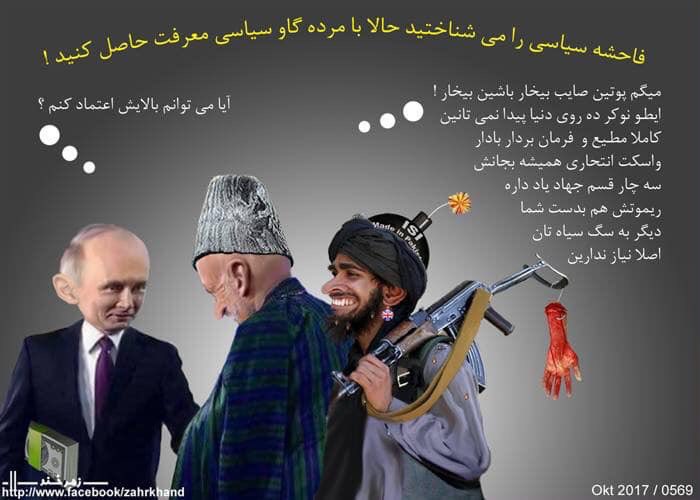 فاحشه سیاسی را می شناختید حالا با مرده گاو سیاسی معرفت حاصل کنید !
میگم پوتین صایب بیخار باشین بیخار !
ایطو نوکر ده روی دنیا پیدا نمی تانین
کاملا مطیع و فرمان بردار بادار
واسکت انتحاری همیشه بجانش
سه چار قسم جهاد یاد داره
ریموتش هم بدست شما
دیگر به سگ سیاه تان
اصلا نیاز ندارین
آیا می توانم بالایش اعتماد کنم ؟
ISI
Made in Pakis
زهرخند
http://www.facebook/zahrkhand
Okt 2017 / 0569